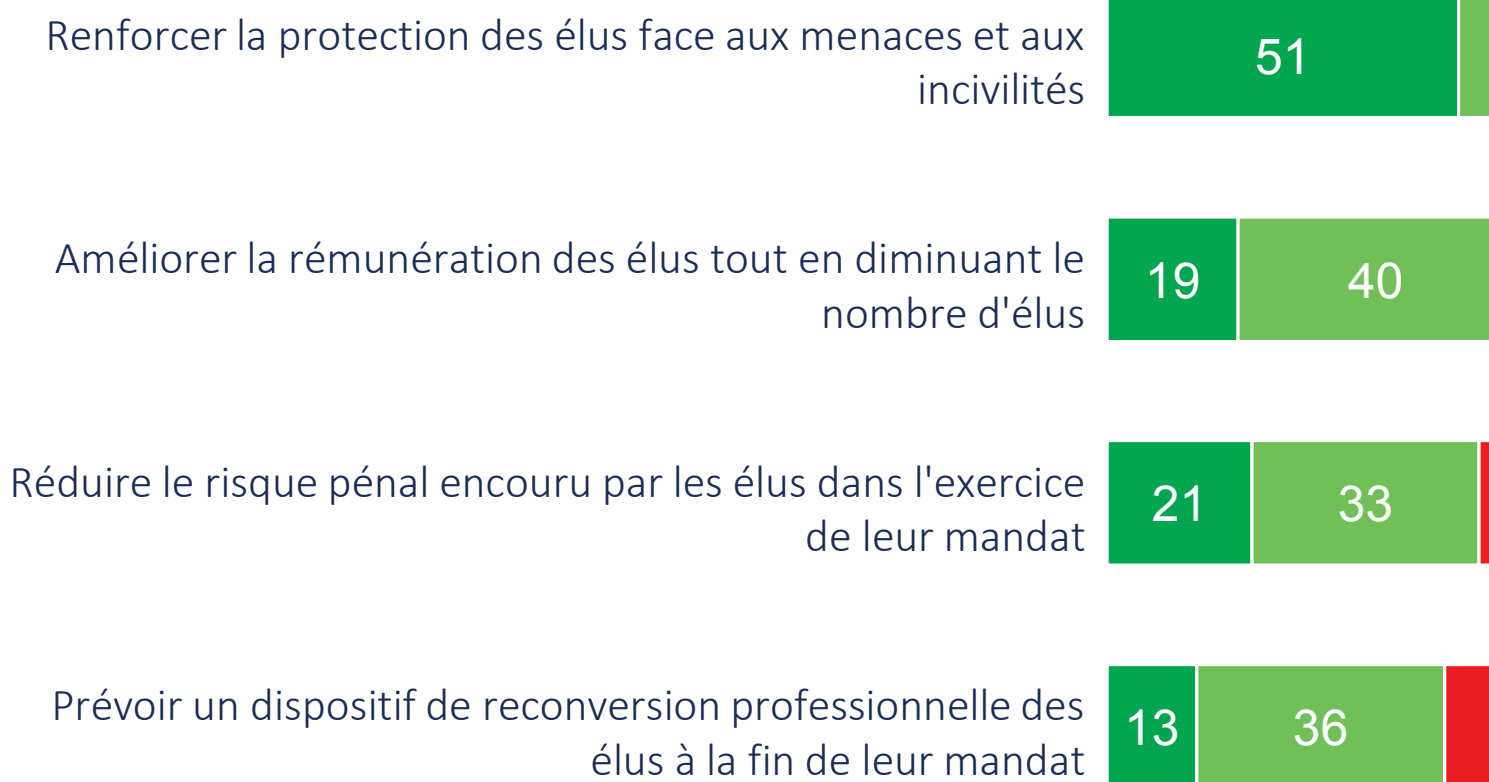 Renforcer la protection des élus face aux menaces et aux
incivilités
51
Améliorer la rémunération des élus tout en diminuant le
nombre d'élus
19 40
Réduire le risque pénal encouru par les élus dans l'exercice
de leur mandat
21 33
Prévoir un dispositif de reconversion professionnelle des
élus à la fin de leur mandat
13 36